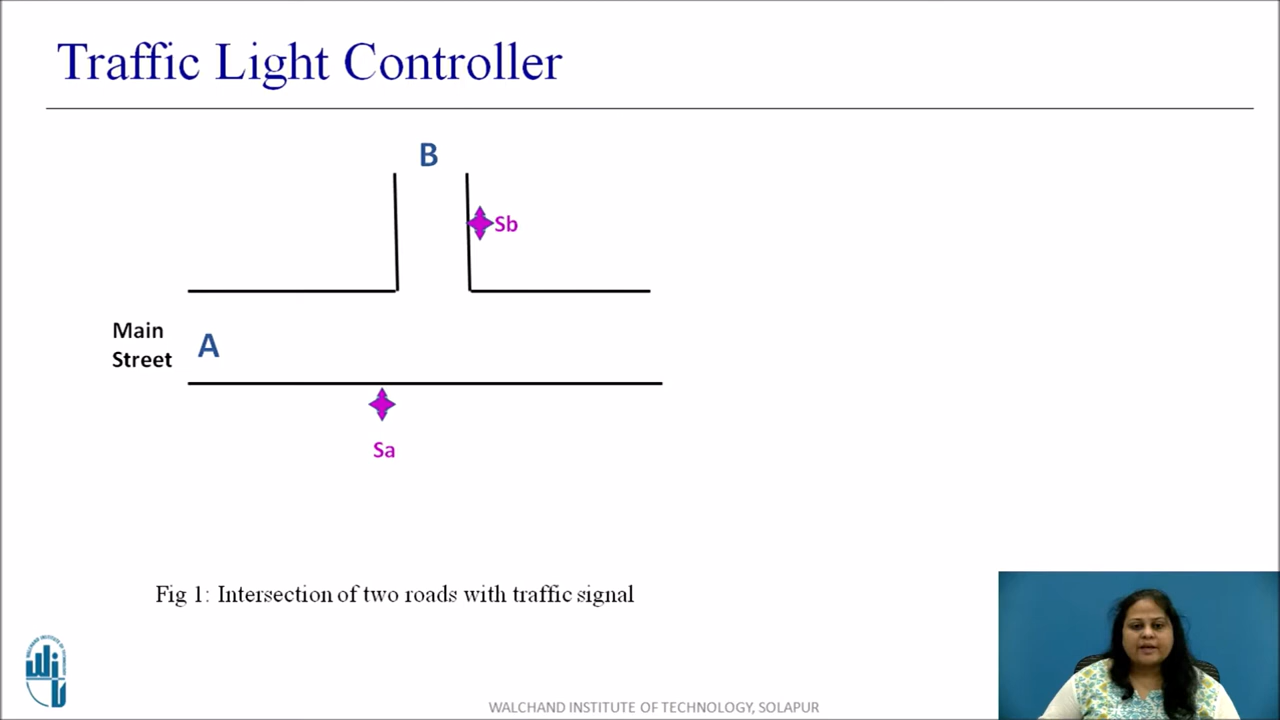 Traffic Light Controller
B
Sb
Main
Street
A
Sa
Fig 1: Intersection of two roads with traffic signal
WALCHAND INSTITUTE OF TECHNOLOGY, SOLAPUR